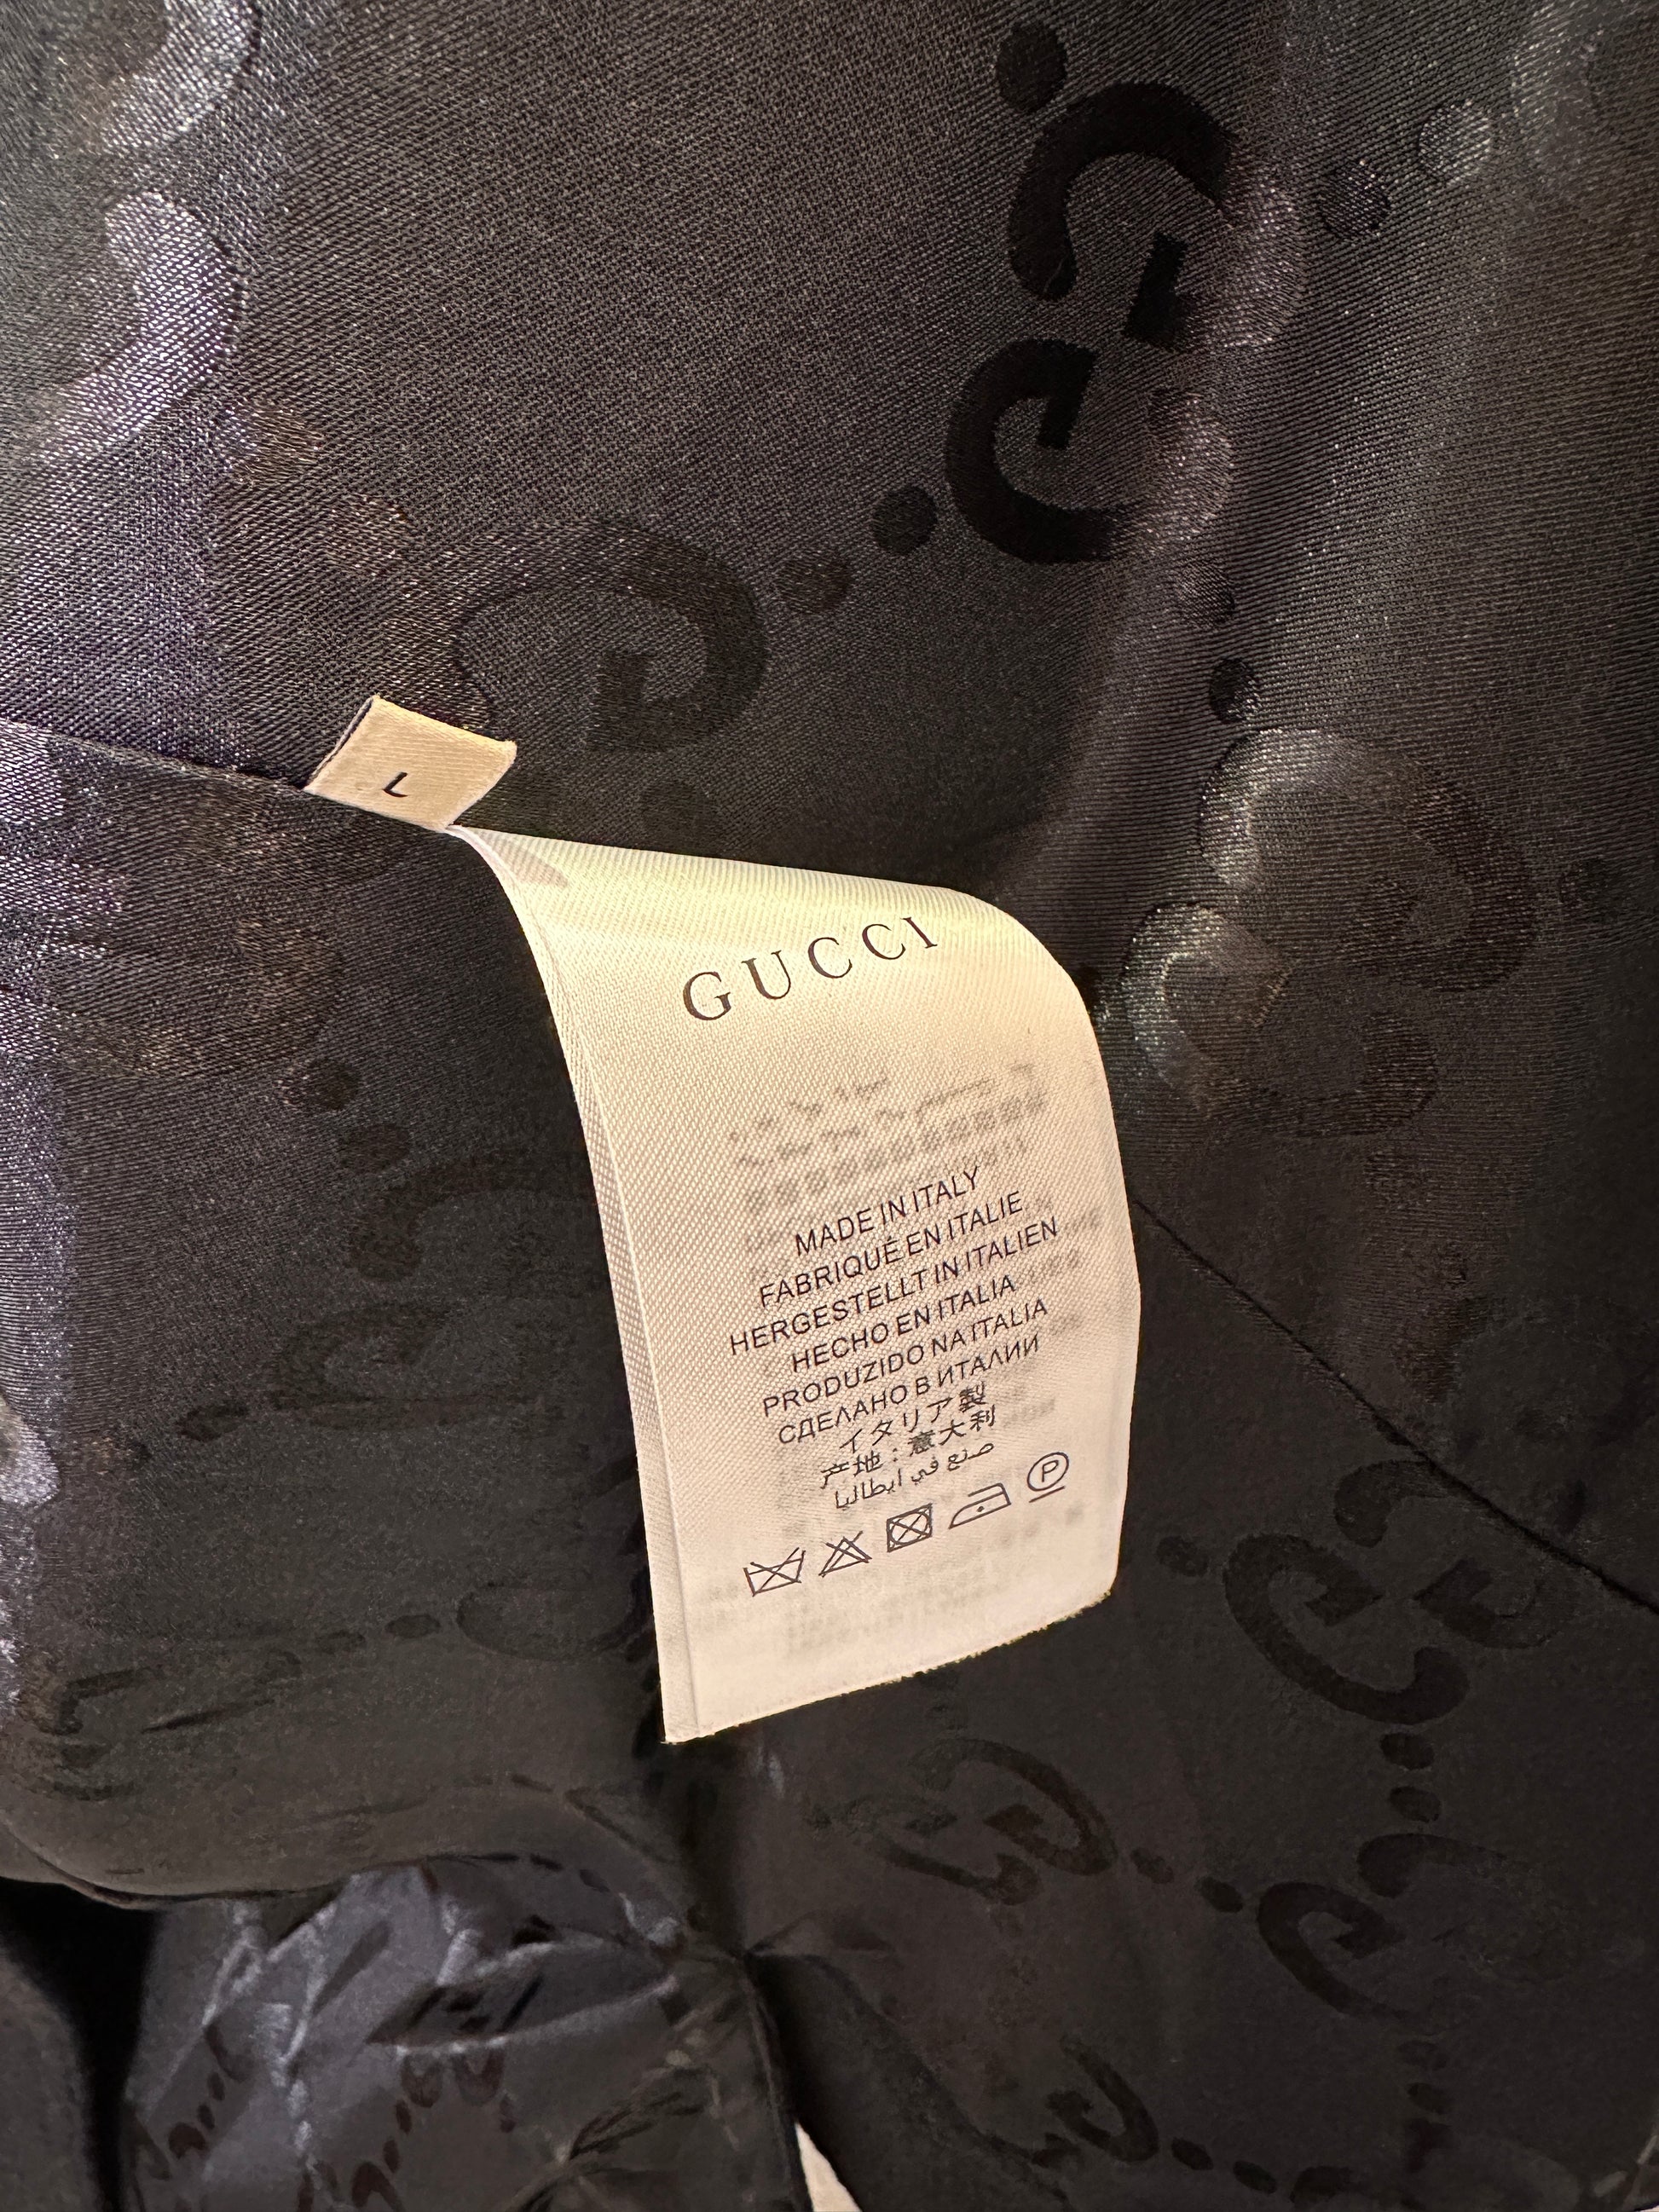 L
GUCCI
MADE IN ITALY
FABRIQUÉ EN ITALIE
HERGESTELLT IN ITALIEN
HECHO EN ITALIA
PRODUZIDO NA ITALIA
СДЕЛАНО В ИТАЛИИ
イタリア製
产地：意大利
صنع في ايطاليا
P